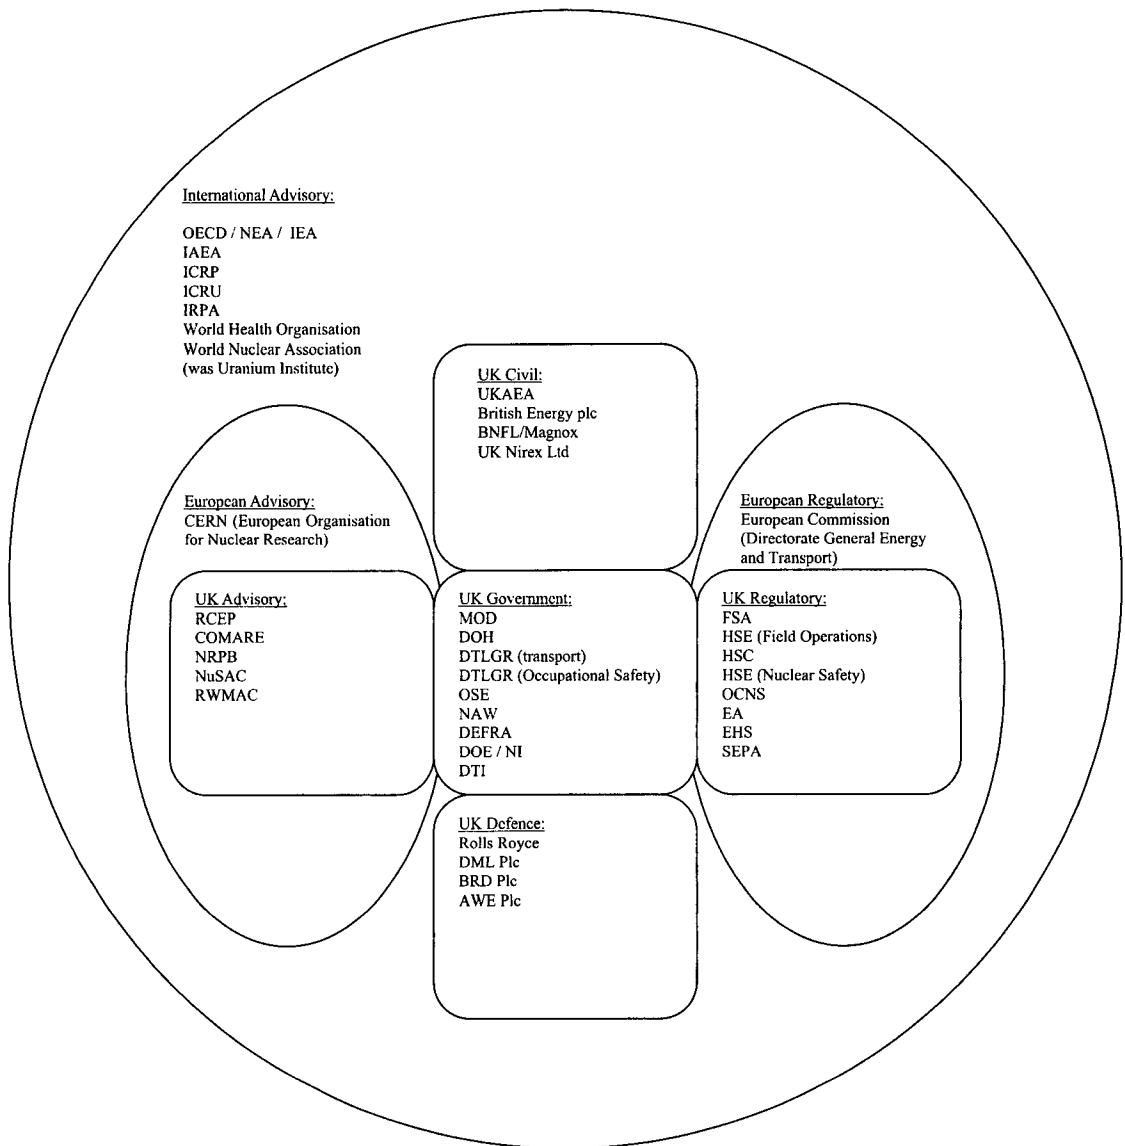 International Advisory:
OECD / NEA / IEA
IAEA
ICRP
ICRU
IRPA
World Health Organisation
World Nuclear Association
(was Uranium Institute)
UK Civil:
UKAEA
British Energy plc
BNFL/Magnox
UK Nirex Ltd
European Advisory:
CERN (European Organisation
for Nuclear Research)
European Regulatory:
European Commission
(Directorate General Energy
and Transport)
UK Advisory:
RCEP
COMARE
NRPB
NuSAC
RWMAC
UK Government:
MOD
DOH
DTLGR (transport)
DTLGR (Occupational Safety)
OSE
NAW
DEFRA
DOE / NI
DTI
UK Regulatory:
FSA
HSE (Field Operations)
HSC
HSE (Nuclear Safety)
OCNS
EA
EHS
SEPA
UK Defence:
Rolls Royce
DML Plc
BRD Plc
AWE Plc